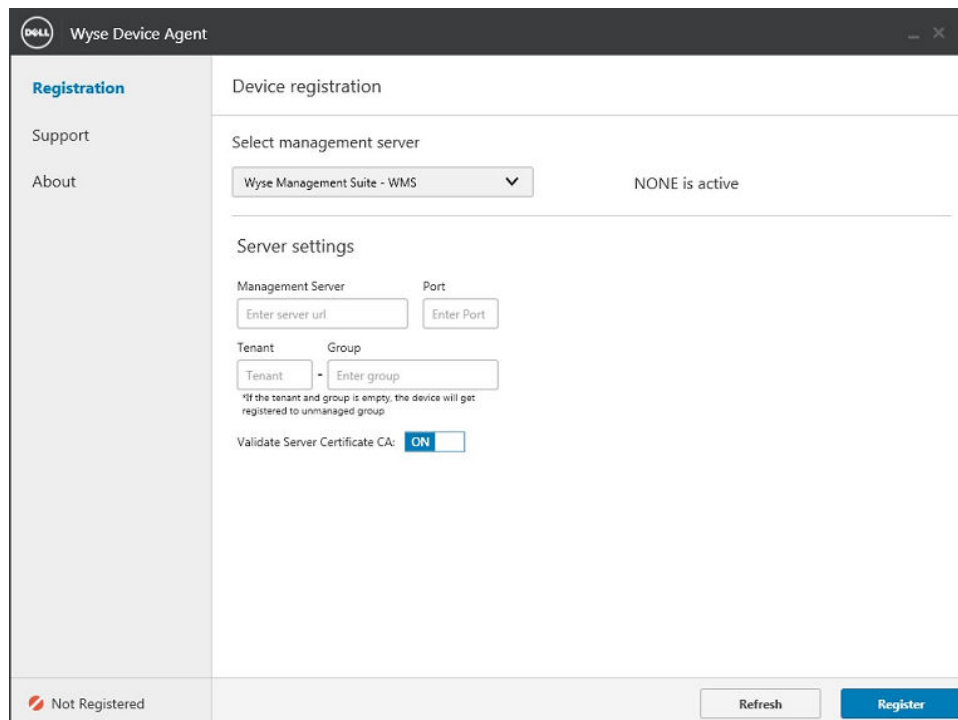 DELL
Wyse Device Agent
Registration
Support
About
Device registration
Select management server
Wyse Management Suite - WMS
NONE is active
Server settings
Management Server
Port
Enter server url
Enter Port
Tenant
Group
Tenant
-
Enter group
*If the tenant and group is empty, the device will get
registered to unmanaged group
Validate Server Certificate CA:
ON
Not Registered
Refresh
Register